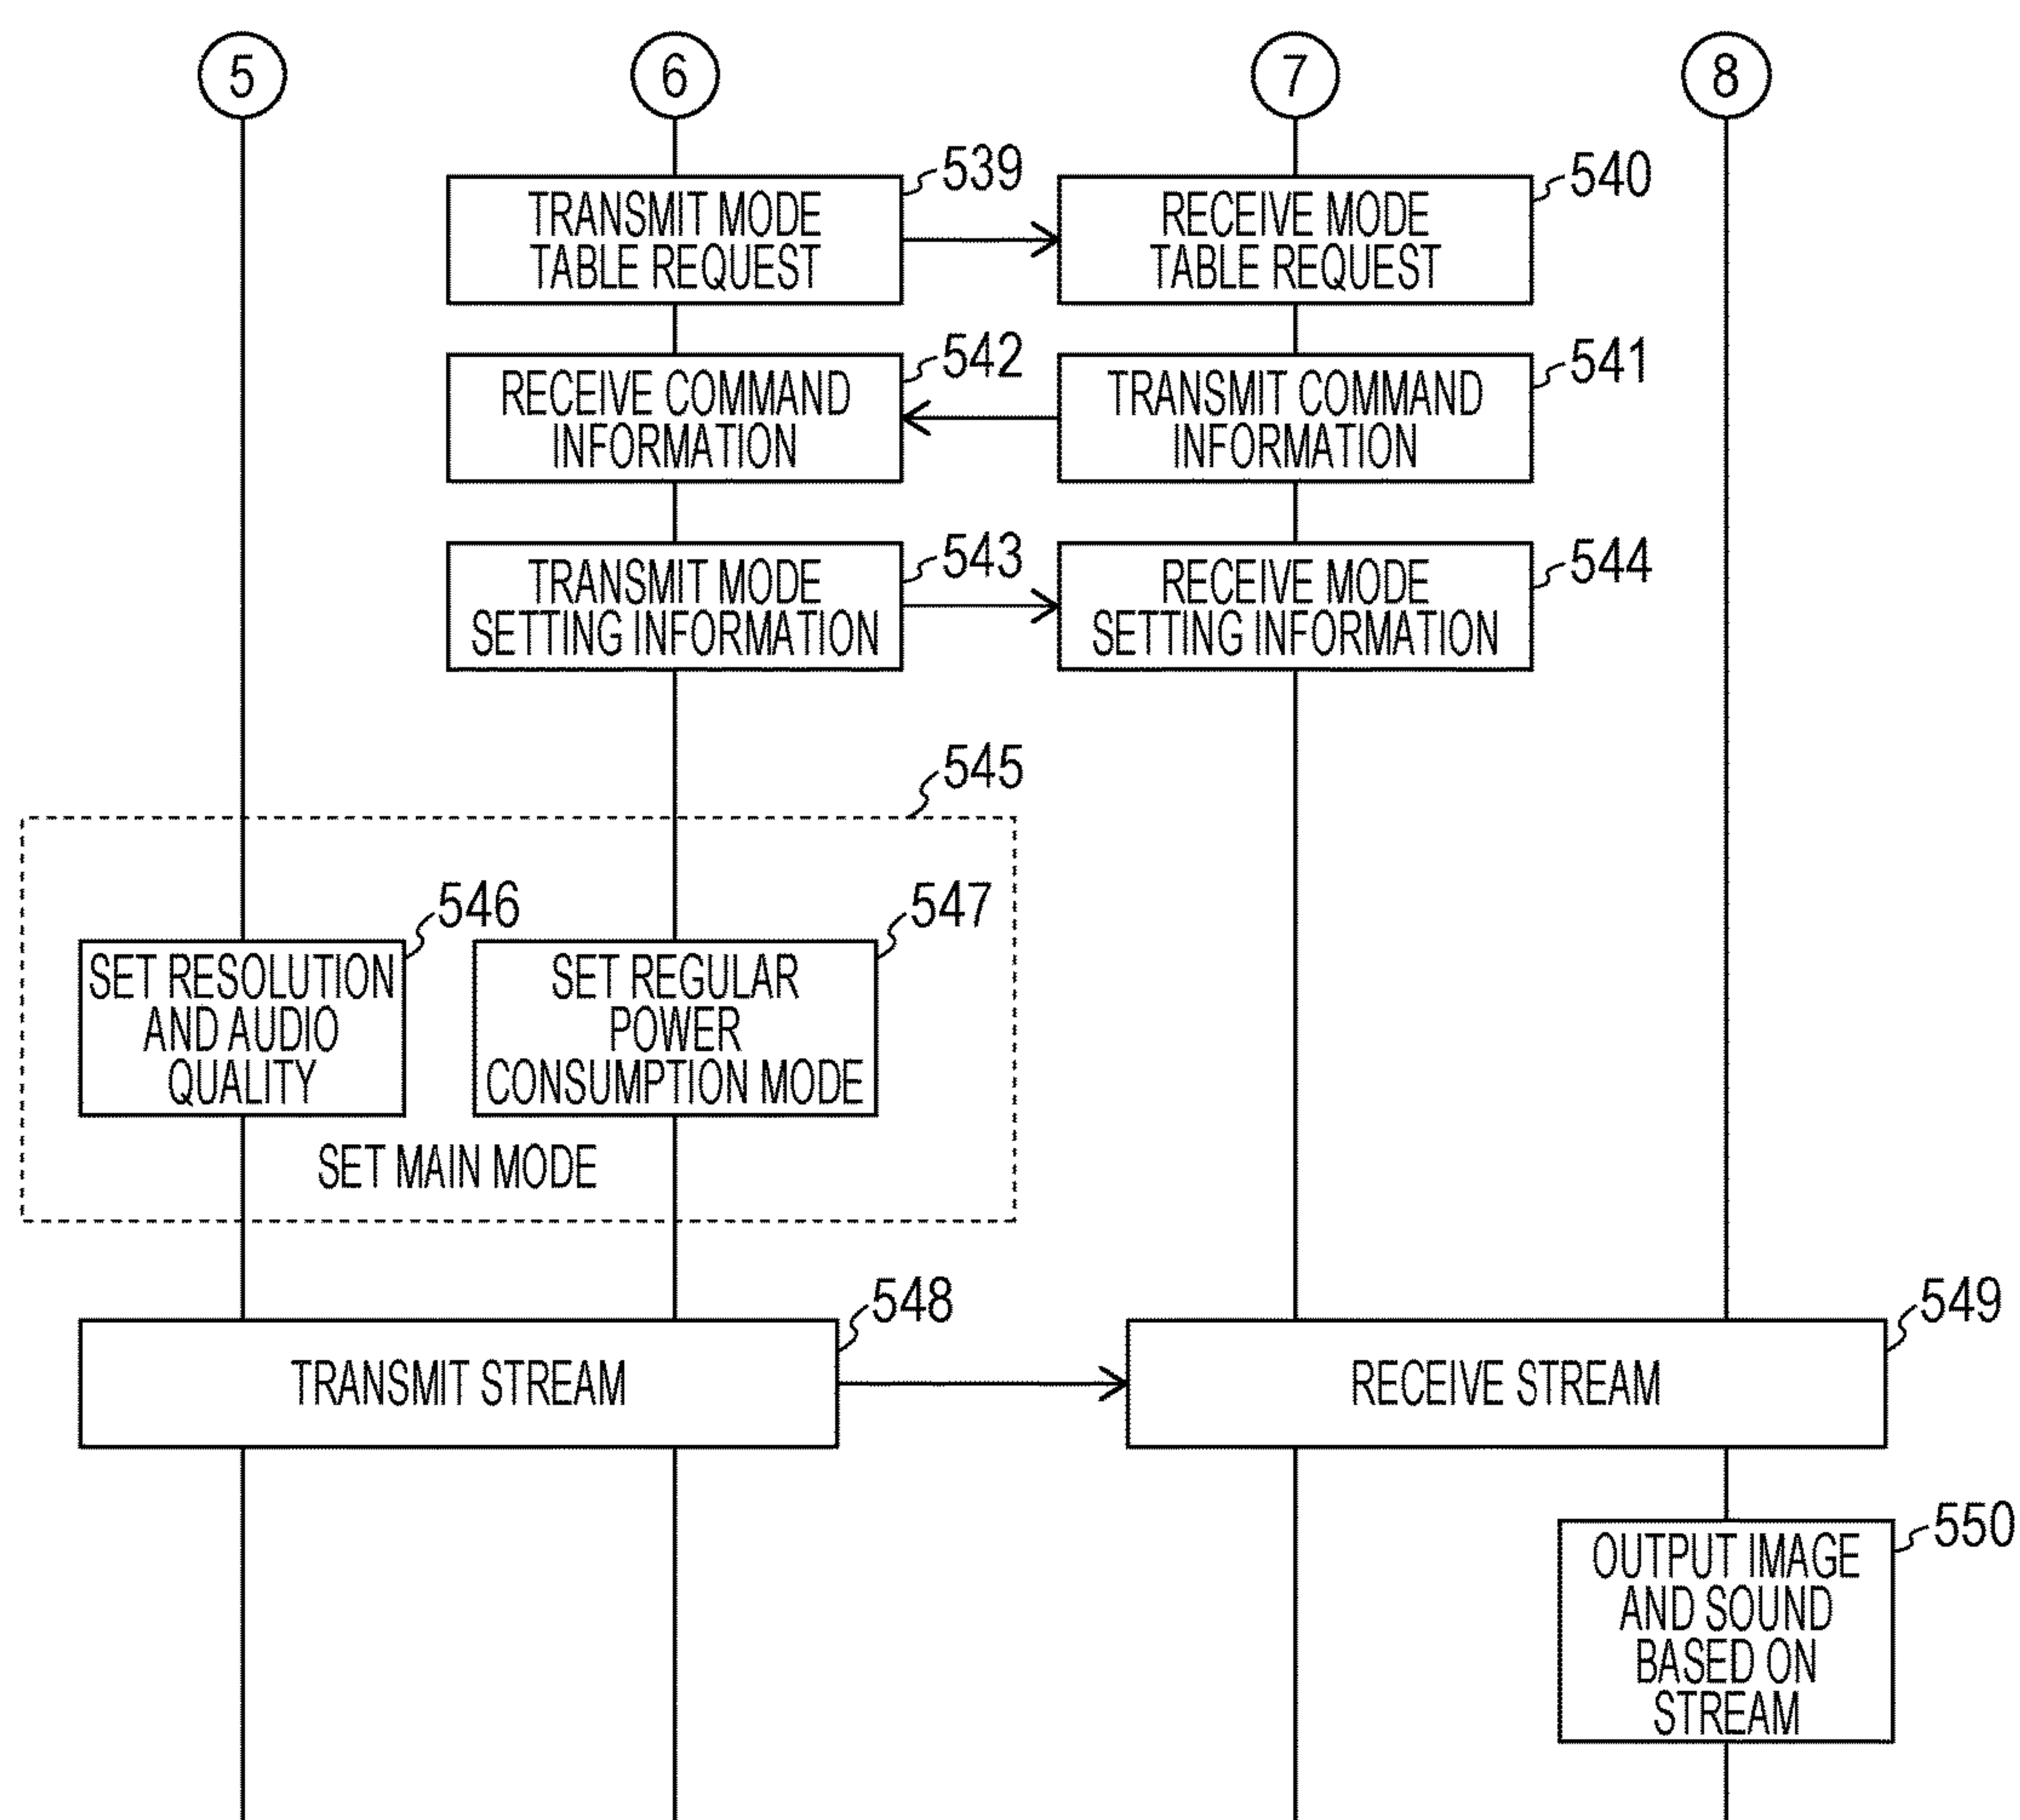 5
6
7
8
539
TRANSMIT MODE
TABLE REQUEST
540
RECEIVE MODE
TABLE REQUEST
542
RECEIVE COMMAND
INFORMATION
541
TRANSMIT COMMAND
INFORMATION
543
TRANSMIT MODE
SETTING INFORMATION
544
RECEIVE MODE
SETTING INFORMATION
545
546
SET RESOLUTION
AND AUDIO
QUALITY
547
SET REGULAR
POWER
CONSUMPTION MODE
SET MAIN MODE
548
TRANSMIT STREAM
549
RECEIVE STREAM
550
OUTPUT IMAGE
AND SOUND
BASED ON
STREAM